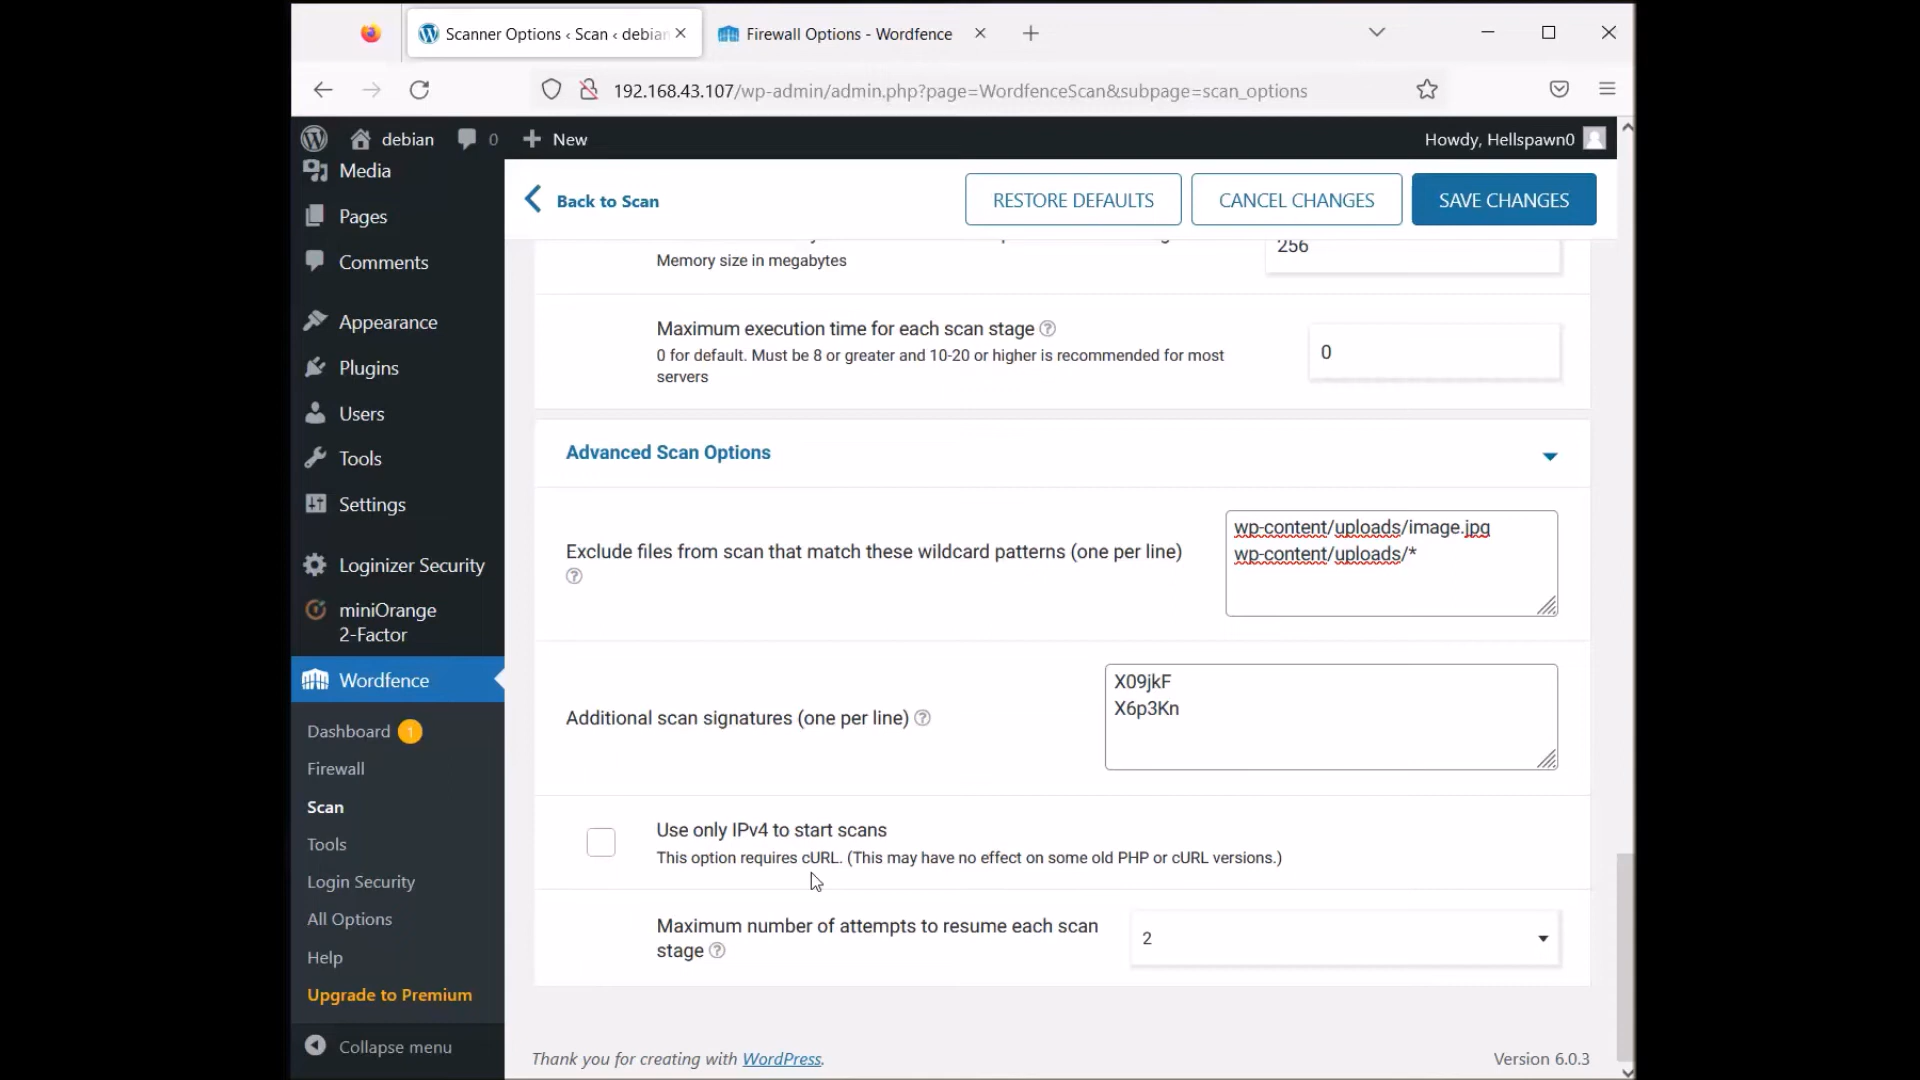 Scanner Options ‹ Scan ‹ debian
Firewall Options - Wordfence
192.168.43.107/wp-admin/admin.php?page=WordfenceScan&subpage=scan_options
debian
0
New
Howdy, Hellspawn0
Media
Pages
Comments
Appearance
Plugins
Users
Tools
Settings
Loginizer Security
miniOrange
2-Factor
Wordfence
Dashboard 1
Firewall
Scan
Tools
Login Security
All Options
Help
Upgrade to Premium
Collapse menu
Back to Scan
RESTORE DEFAULTS
CANCEL CHANGES
SAVE CHANGES
256
Memory size in megabytes
Maximum execution time for each scan stage
0 for default. Must be 8 or greater and 10-20 or higher is recommended for most
servers
0
Advanced Scan Options
Exclude files from scan that match these wildcard patterns (one per line)
wp-content/uploads/image.jpg
wp-content/uploads/*
Additional scan signatures (one per line)
X09jkF
X6p3Kn
Use only IPv4 to start scans
This option requires cURL. (This may have no effect on some old PHP or cURL versions.)
Maximum number of attempts to resume each scan
stage
2
Thank you for creating with WordPress.
Version 6.0.3